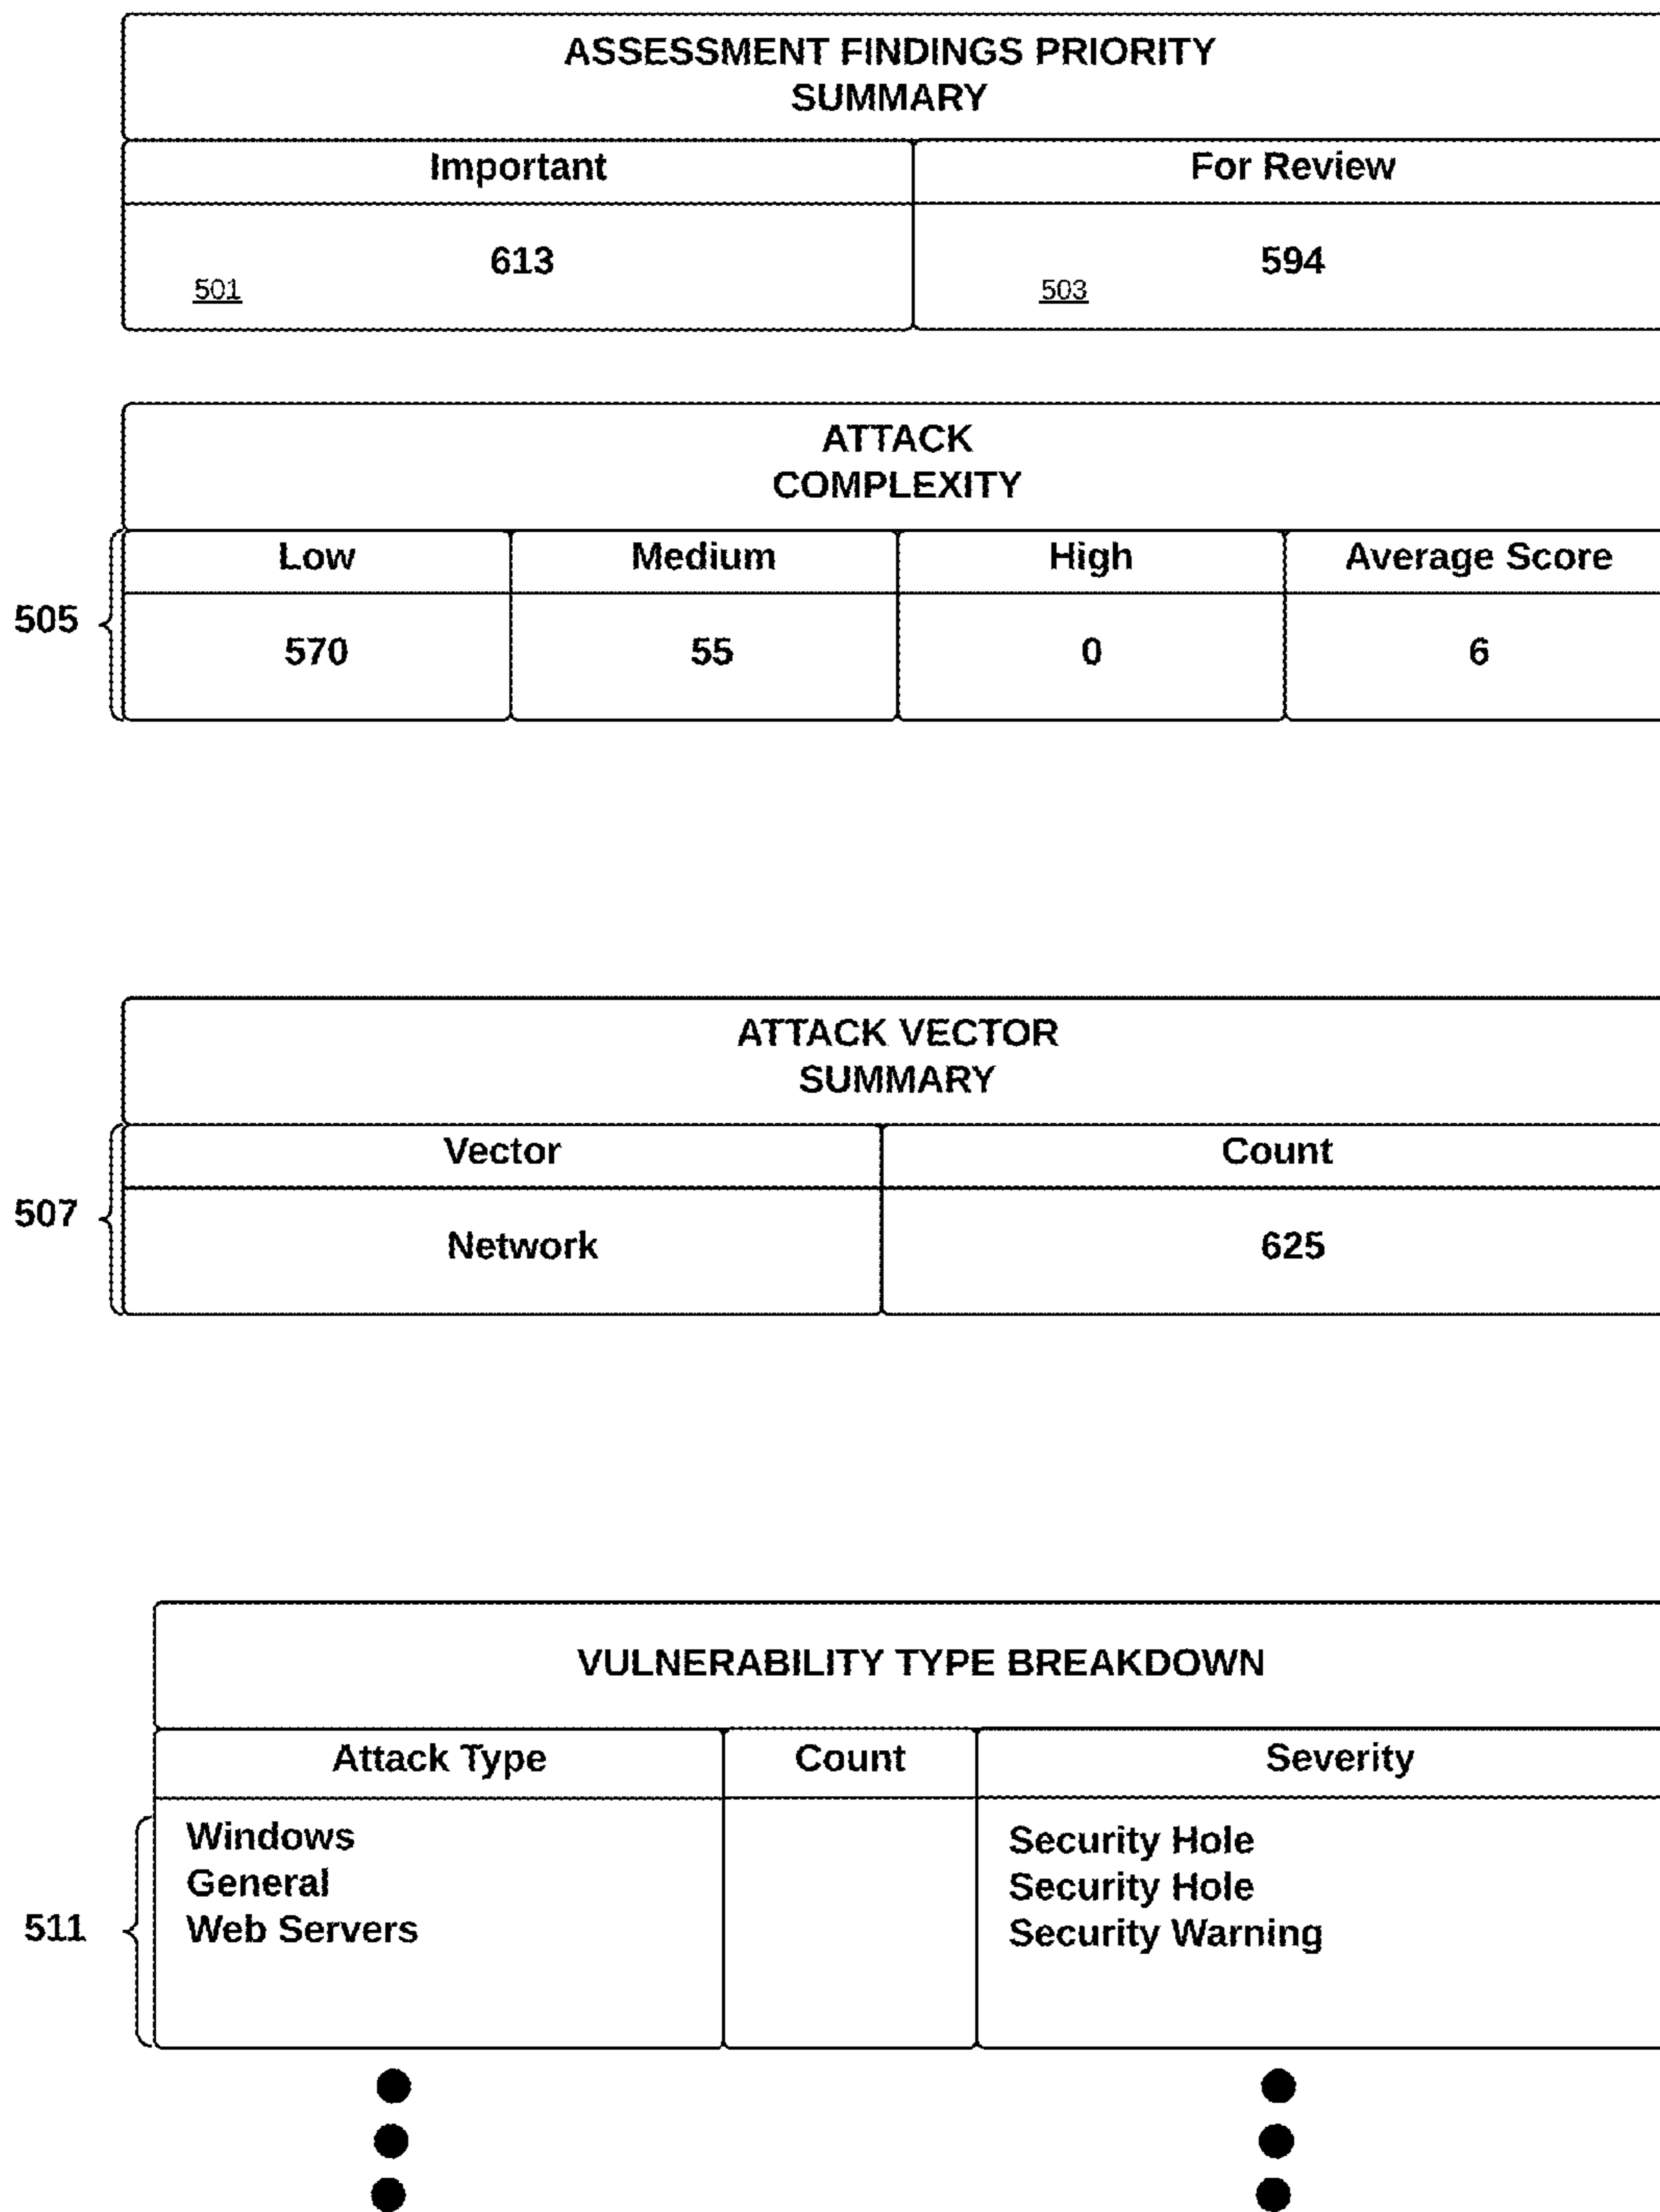 ASSESSMENT FINDINGS PRIORITY
SUMMARY
Important For Review
613 594
501 503
ATTACK
COMPLEXITY
Low Medium High Average Score
505
570 55 0 6
ATTACK VECTOR
SUMMARY
Vector Count
507
Network 625
VULNERABILITY TYPE BREAKDOWN
Attack Type Count Severity
Windows Security Hole
General Security Hole
511 Web Servers Security Warning